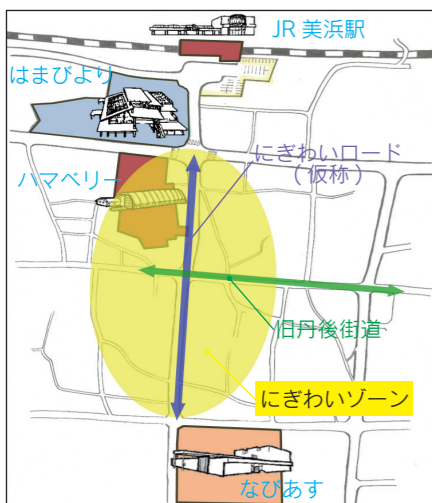 JR 美浜駅
はまびより
にぎわいロード
( 仮称 )
ハマベリー
旧丹後街道
にぎわいゾーン
なびあす